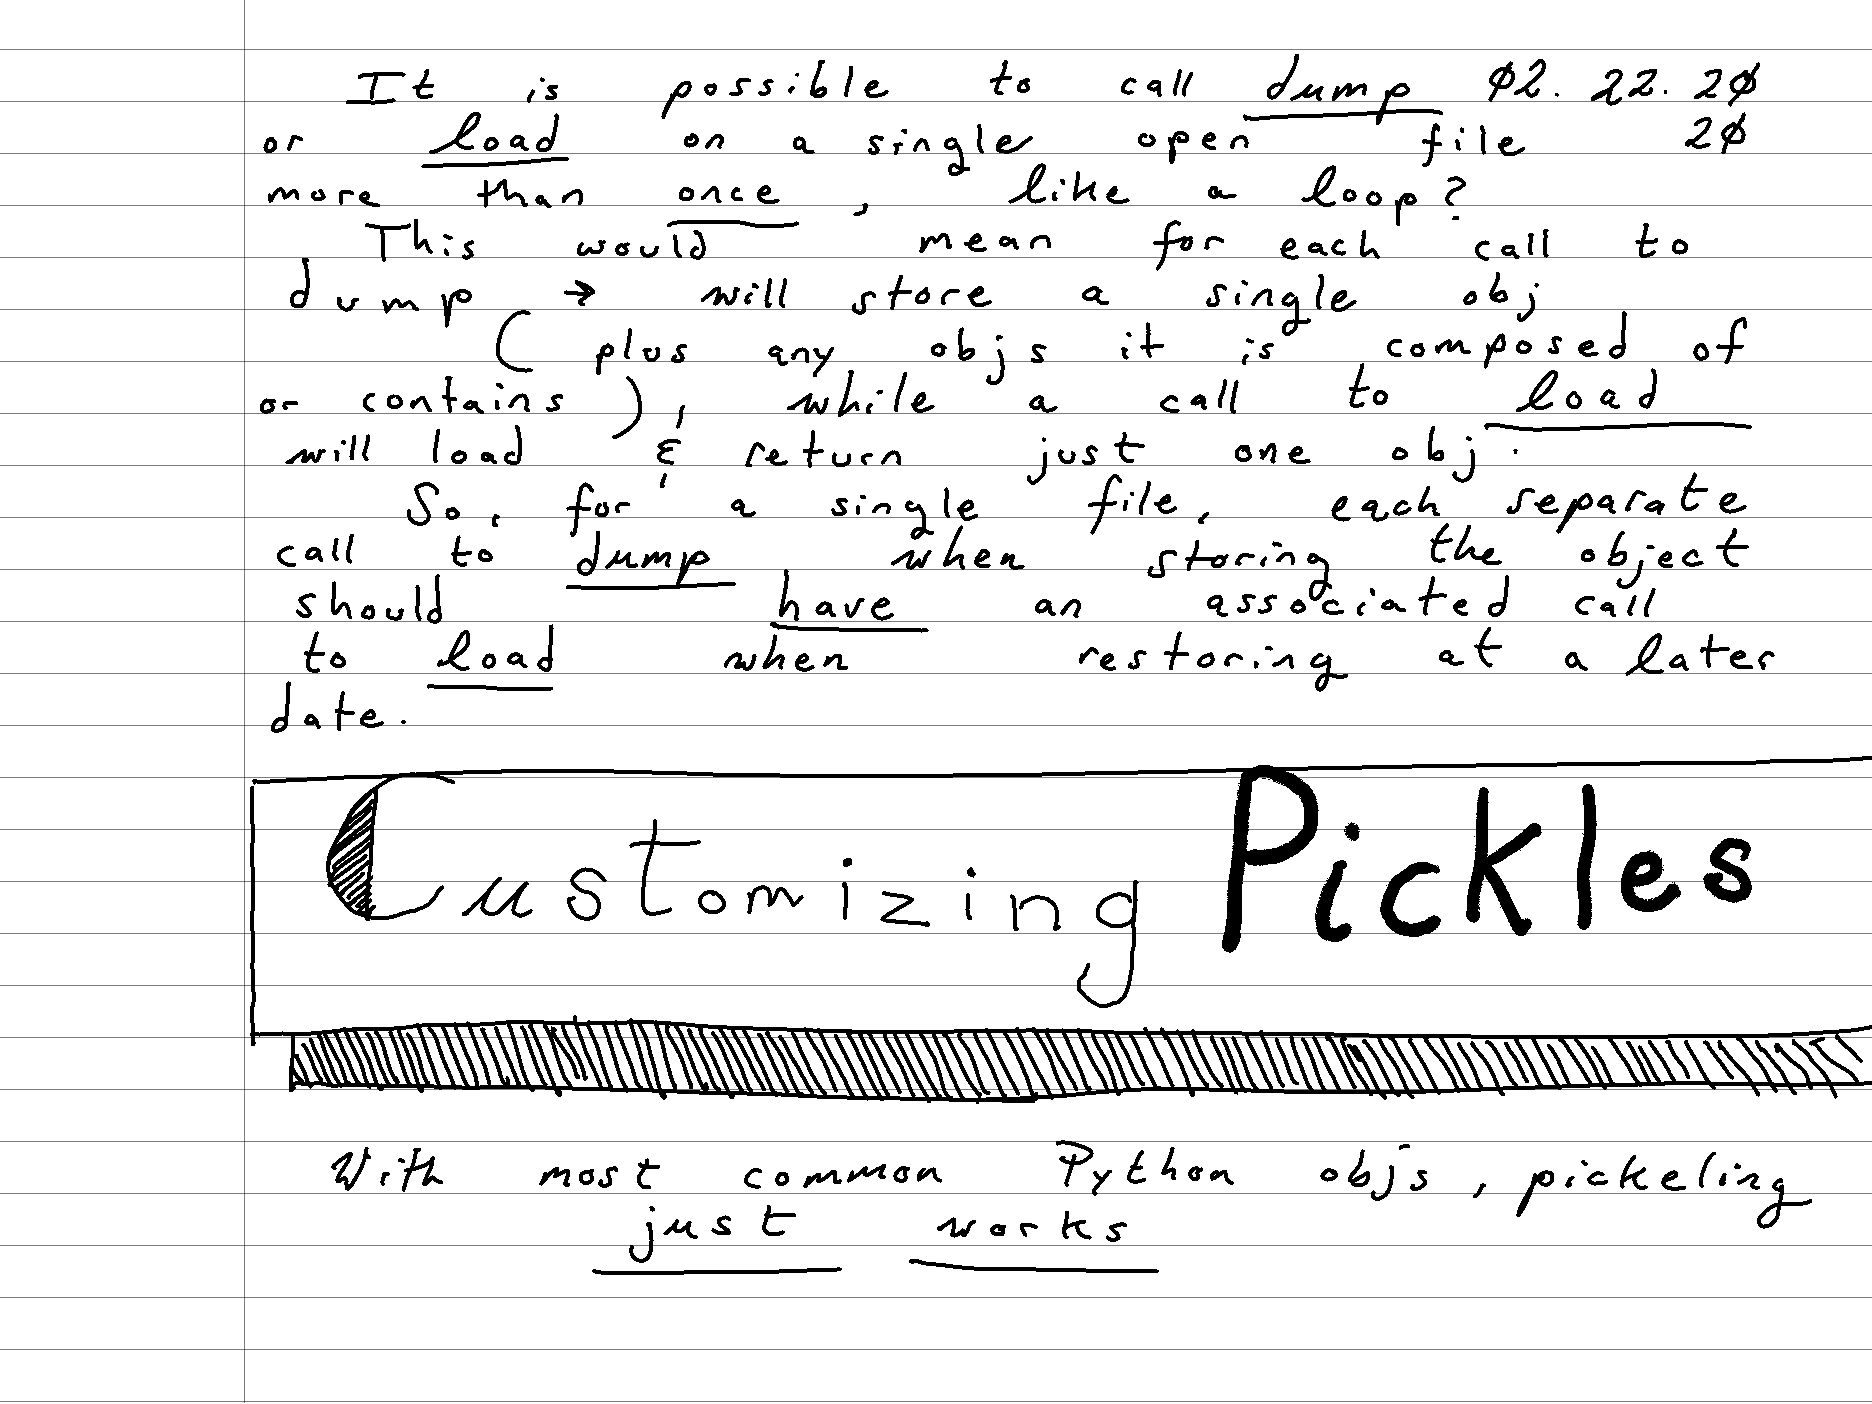 It is possible to call dump 02. 22. 20
or load on a single open file 20
more than once, like a loop?
This would mean for each call to
dump → will store a single obj
( plus any objs it is composed of
or contains ), while a call to load
will load & return just one obj.
So, for a single file, each separate
call to dump when storing the object
should have an associated call
to load when restoring at a later
date.
Customizing Pickles
With most common Python objs, pickeling
just works